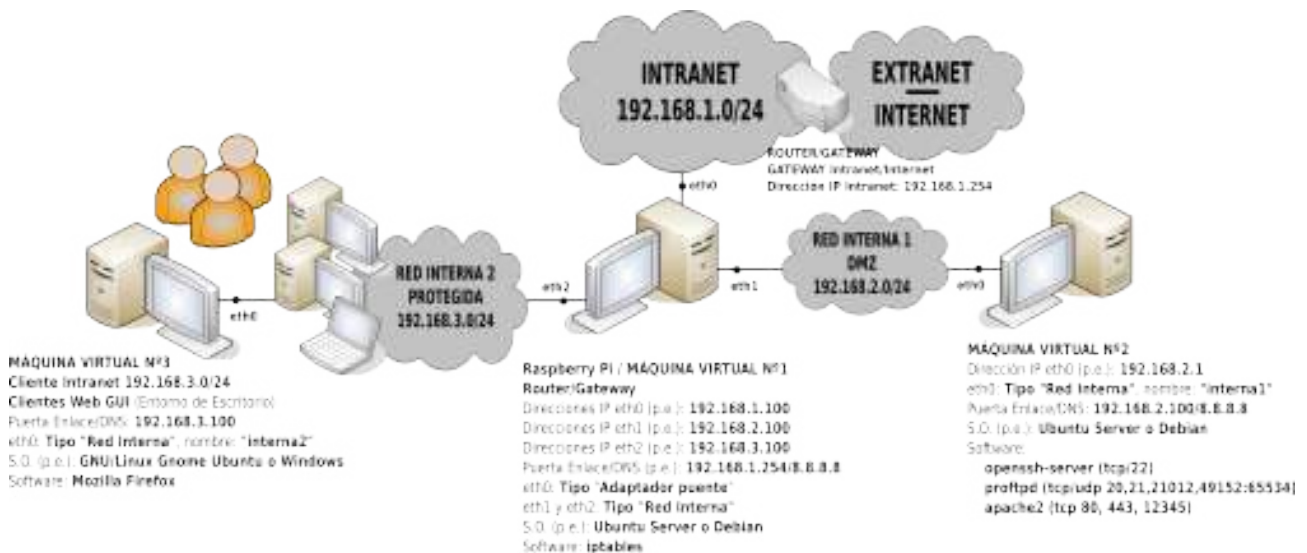 INTRANET
192.168.1.0/24
EXTRANET
INTERNET
ROUTER/GATEWAY
GATEWAY Intranet/Internet
Dirección IP Intranet: 192.168.1.254
eth0
RED INTERNA 2
PROTEGIDA
192.168.3.0/24
eth0
eth2
eth1
RED INTERNA 1
DMZ
192.168.2.0/24
eth0
MÁQUINA VIRTUAL Nº3
Cliente Intranet 192.168.3.0/24
Clientes Web GUI (Entorno de Escritorio)
Puerta Enlace/DNS: 192.168.3.100
eth0: Tipo "Red Interna", nombre: "interna2"
S.O. (p.e.): GNU/Linux Gnome Ubuntu o Windows
Software: Mozilla Firefox
Raspberry Pi / MÁQUINA VIRTUAL Nº1
Router/Gateway
Direcciones IP eth0 (p.e.): 192.168.1.100
Direcciones IP eth1 (p.e.): 192.168.2.100
Direcciones IP eth2 (p.e.): 192.168.3.100
Puerta Enlace/DNS (p.e.): 192.168.1.254/8.8.8.8
eth0: Tipo "Adaptador puente"
eth1 y eth2: Tipo "Red Interna"
S.O. (p.e.): Ubuntu Server o Debian
Software: iptables
MÁQUINA VIRTUAL Nº2
Dirección IP eth0 (p.e.): 192.168.2.1
eth0: Tipo "Red Interna", nombre: "interna1"
Puerta Enlace/DNS: 192.168.2.100/8.8.8.8
S.O. (p.e.): Ubuntu Server o Debian
Software:
openssh-server (tcp/22)
proftpd (tcp/udp 20,21,21012,49152:65534)
apache2 (tcp 80, 443, 12345)